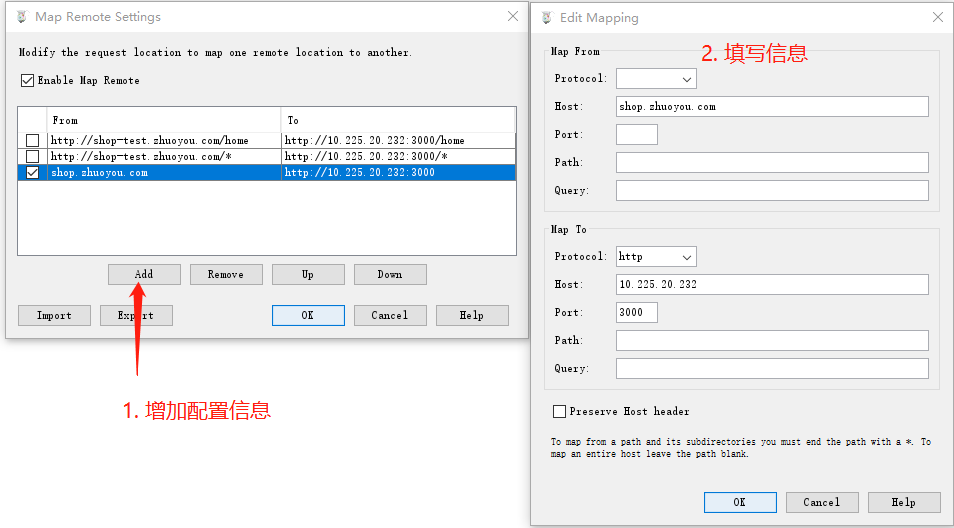 Map Remote Settings
Modify the request location to map one remote location to another.
Enable Map Remote
From To
http://shop-test.zhuoyou.com/home http://10.225.20.232:3000/home
http://shop-test.zhuoyou.com/* http://10.225.20.232:3000/*
shop.zhuoyou.com http://10.225.20.232:3000
Add Remove Up Down
Import Export OK Cancel Help
1. 增加配置信息
Edit Mapping
2. 填写信息
Map From
Protocol:
Host: shop.zhuoyou.com
Port:
Path:
Query:
Map To
Protocol: http
Host: 10.225.20.232
Port: 3000
Path:
Query:
Preserve Host header
To map from a path and its subdirectories you must end the path with a *. To
map an entire host leave the path blank.
OK Cancel Help